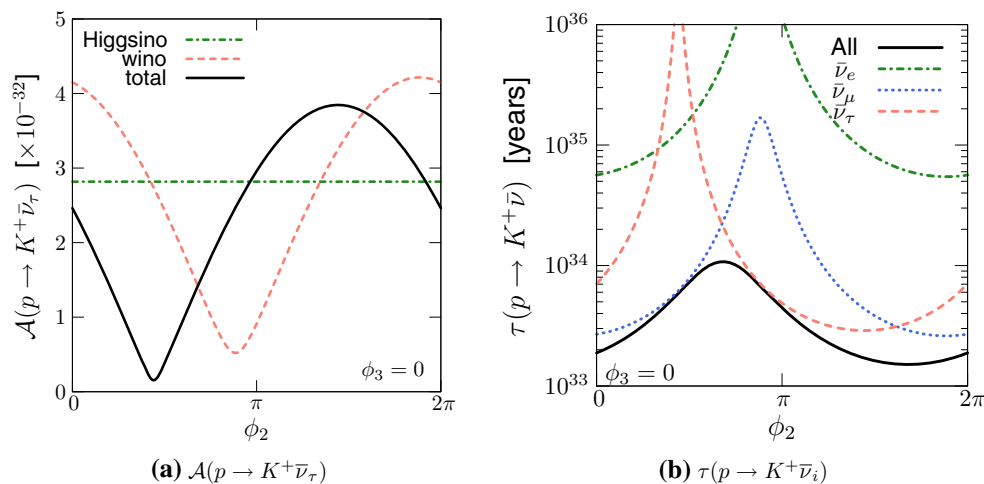 5
4
3
2
1
0
0
π
2π
Higgsino
wino
total
𝒜(p → K⁺ν̄_τ) [×10⁻³²]
ϕ₃ = 0
ϕ₂
(a) 𝒜(p → K⁺ν̄_τ)
10³⁶
10³⁵
10³⁴
10³³
0
π
2π
All
ν̄_e
ν̄_μ
ν̄_τ
τ(p → K⁺ν̄) [years]
ϕ₃ = 0
ϕ₂
(b) τ(p → K⁺ν̄_i)